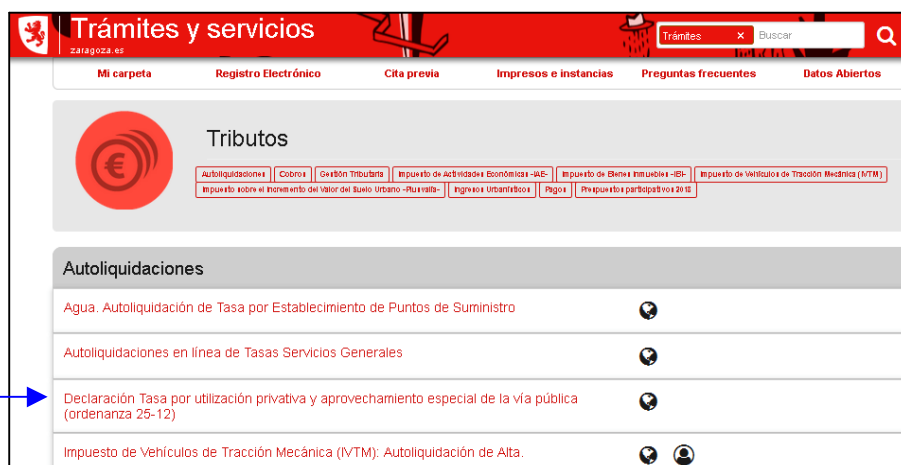 Trámites y servicios
zaragoza.es
Trámites × Buscar
Mi carpeta Registro Electrónico Cita previa Impresos e instancias Preguntas frecuentes Datos Abiertos
Tributos
Autoliquidaciones Cobros Gestión Tributaria Impuesto de Actividades Económicas -IAE- Impuesto de Bienes Inmuebles -IBI- Impuesto de Vehículos de Tracción Mecánica (IVTM)
Impuesto sobre el Incremento del Valor del Suelo Urbano -Plusvalía- Ingresos Urbanísticos Pagos Presupuestos participativos 2018
Autoliquidaciones
Agua. Autoliquidación de Tasa por Establecimiento de Puntos de Suministro
Autoliquidaciones en línea de Tasas Servicios Generales
Declaración Tasa por utilización privativa y aprovechamiento especial de la vía pública
(ordenanza 25-12)
Impuesto de Vehículos de Tracción Mecánica (IVTM): Autoliquidación de Alta.